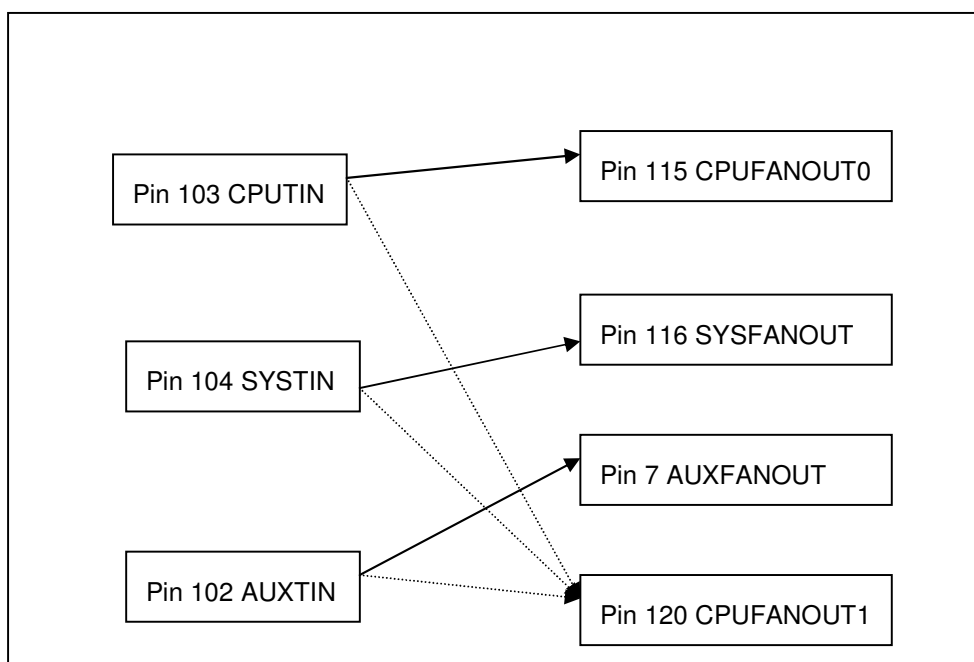 Pin 103 CPUTIN
Pin 115 CPUFANOUT0
Pin 104 SYSTIN
Pin 116 SYSFANOUT
Pin 7 AUXFANOUT
Pin 102 AUXTIN
Pin 120 CPUFANOUT1